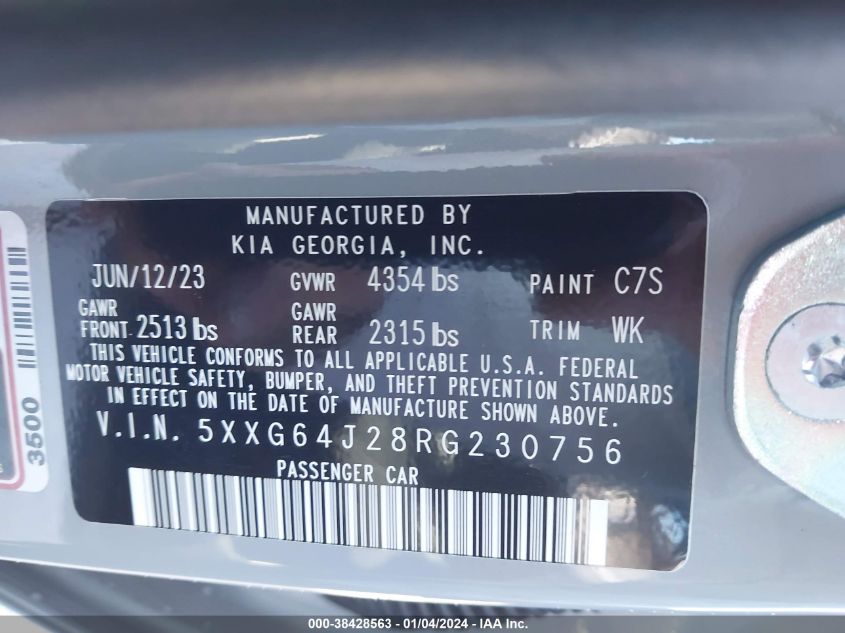 MANUFACTURED BY
KIA GEORGIA, INC.
JUN/12/23 GVWR 4354 lbs PAINT C7S
GAWR GAWR
FRONT 2513 lbs REAR 2315 lbs TRIM WK
THIS VEHICLE CONFORMS TO ALL APPLICABLE U.S.A. FEDERAL
MOTOR VEHICLE SAFETY, BUMPER, AND THEFT PREVENTION STANDARDS
IN EFFECT ON THE DATE OF MANUFACTURE SHOWN ABOVE.
V.I.N. 5XXG64J28RG230756
PASSENGER CAR
3500
000-38428563 - 01/04/2024 - IAA Inc.